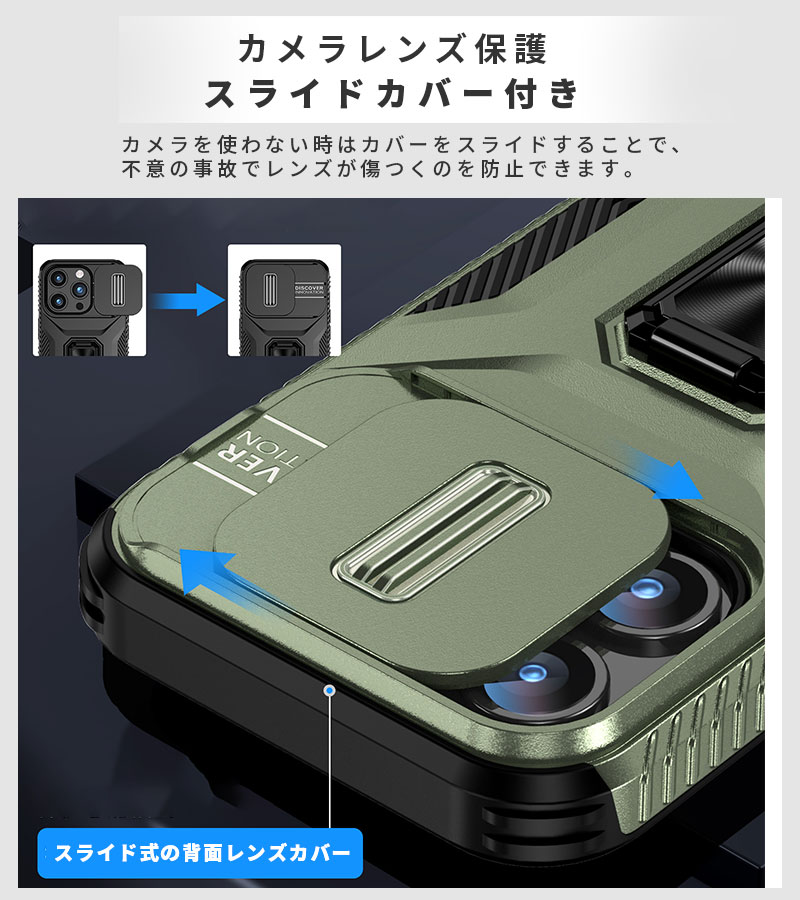 カメラレンズ保護
スライドカバー付き
カメラを使わない時はカバーをスライドすることで、
不意の事故でレンズが傷つくのを防止できます。
DISCOVER
INNOVATION
VER
TION
スライド式の背面レンズカバー